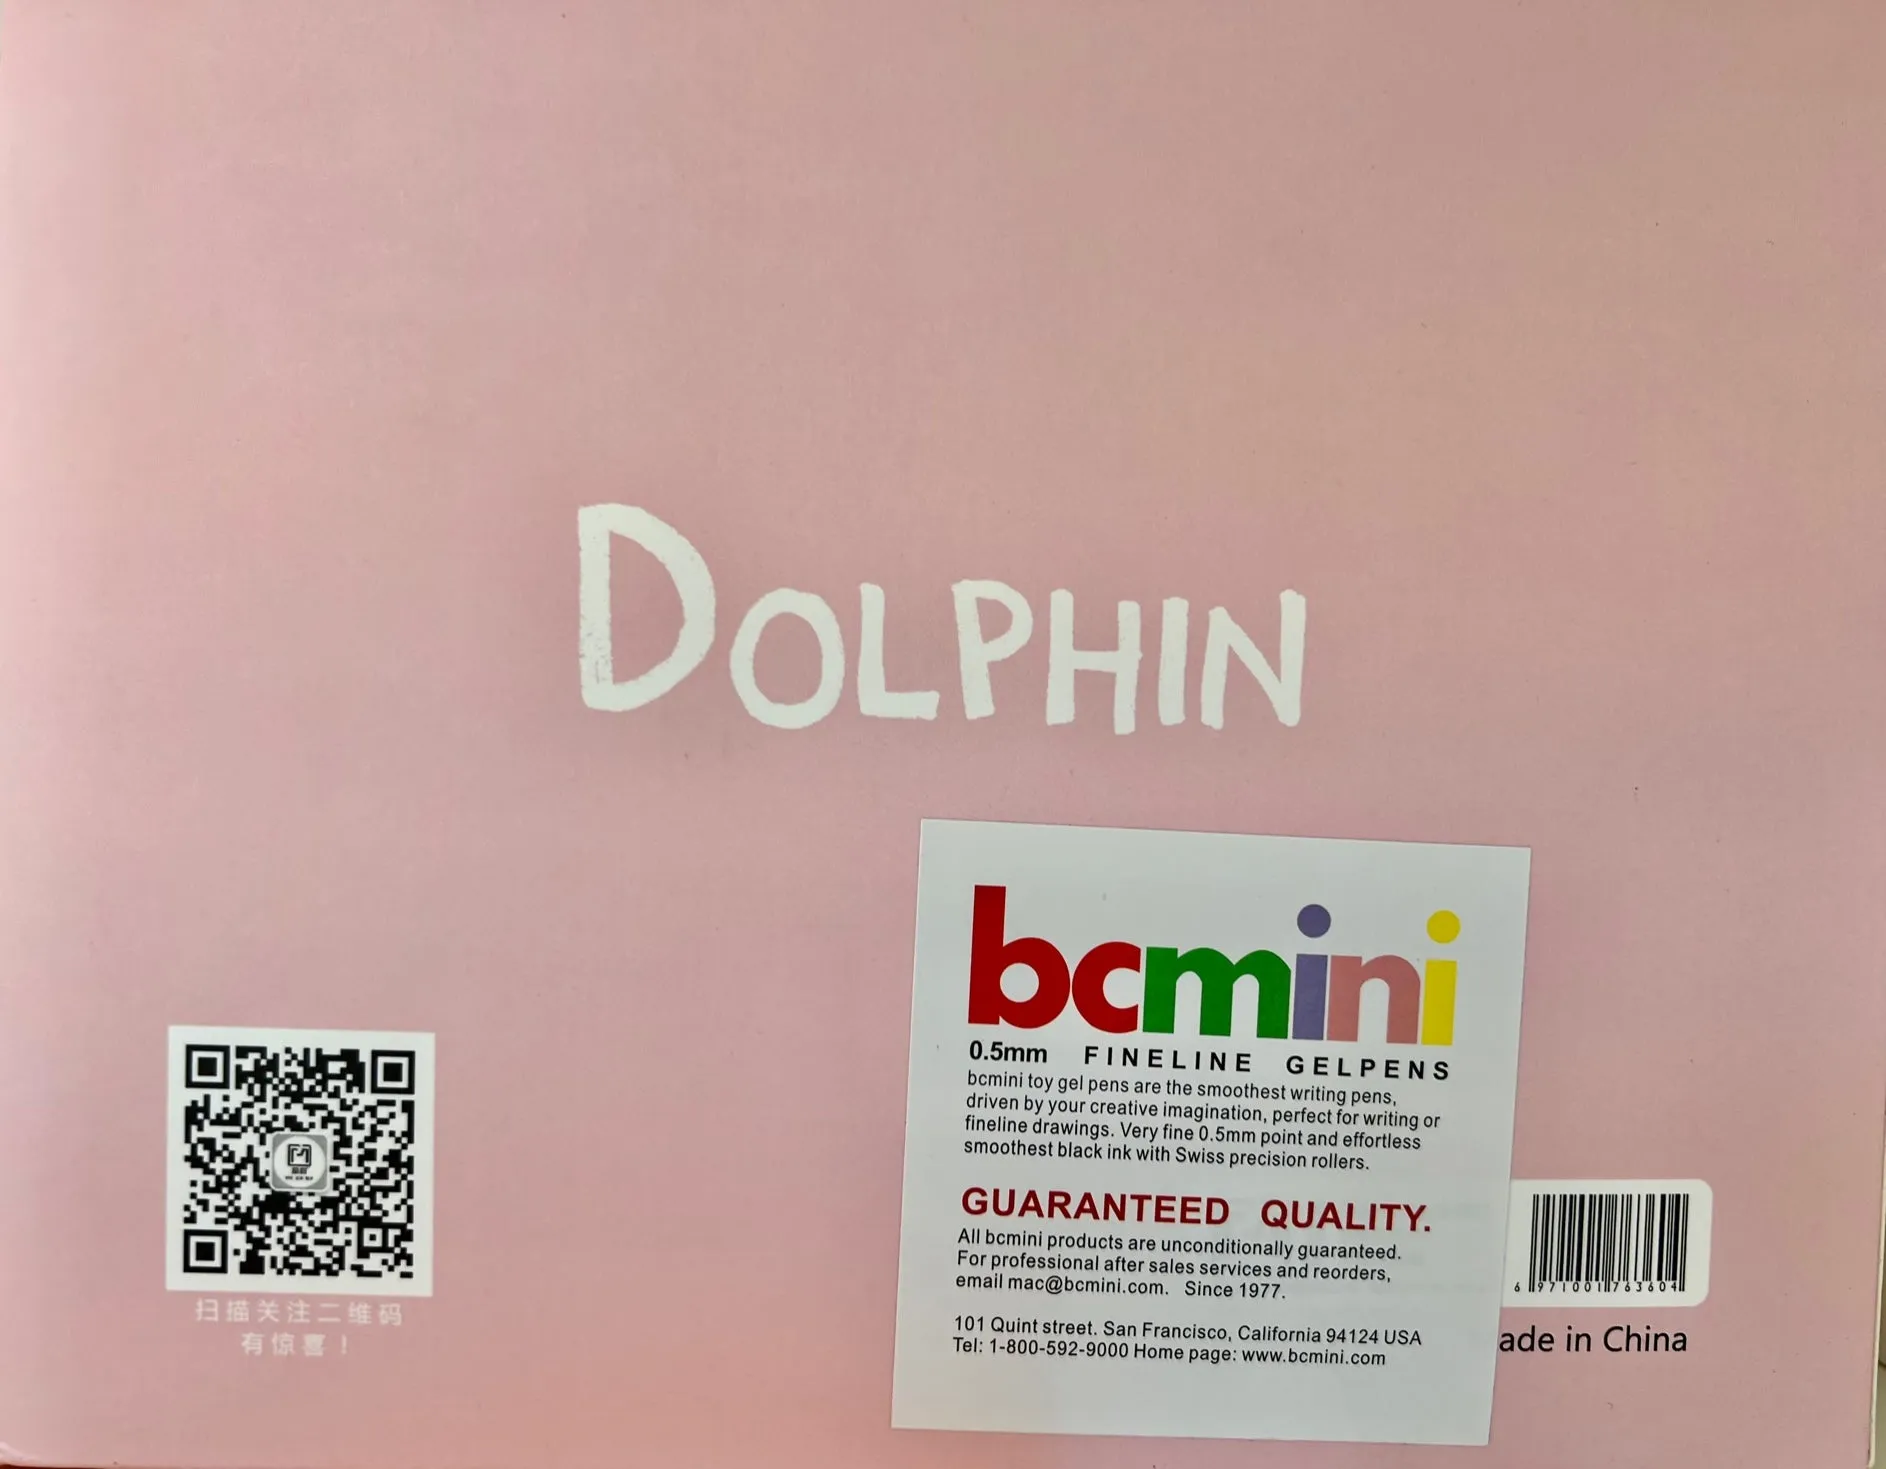 DOLPHIN
bcmini
0.5mm FINELINE GELPENS
bcmini toy gel pens are the smoothest writing pens,
driven by your creative imagination, perfect for writing or
fineline drawings. Very fine 0.5mm point and effortless
smoothest black ink with Swiss precision rollers.
GUARANTEED QUALITY.
All bcmini products are unconditionally guaranteed.
For professional after sales services and reorders,
email mac@bcmini.com. Since 1977.
101 Quint street. San Francisco, California 94124 USA
Tel: 1-800-592-9000 Home page: www.bcmini.com
扫描关注二维码
有惊喜！
6 971001 763604
ade in China